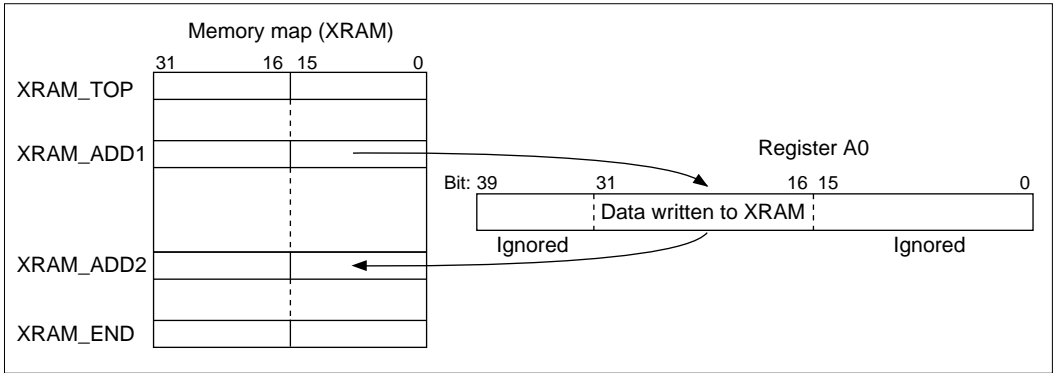 Memory map (XRAM)
31 16 15 0
XRAM_TOP
XRAM_ADD1
Register A0
Bit: 39 31 16 15 0
Data written to XRAM
Ignored Ignored
XRAM_ADD2
XRAM_END